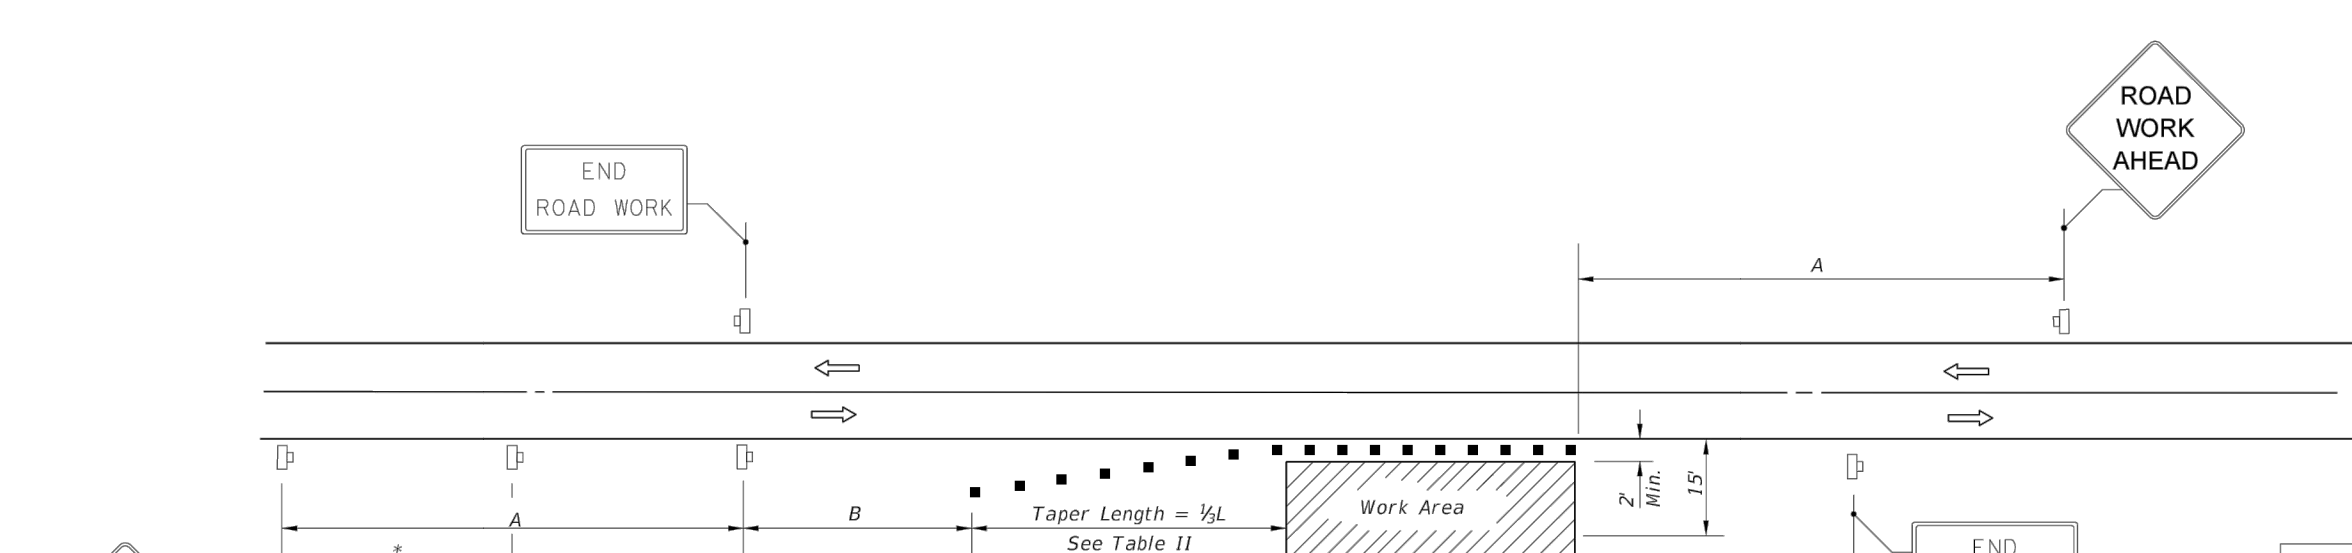 ROAD
WORK
AHEAD
END
ROAD WORK
A
A
B
Taper Length = ⅓L
See Table II
Work Area
2'
Min.
15'
*
END